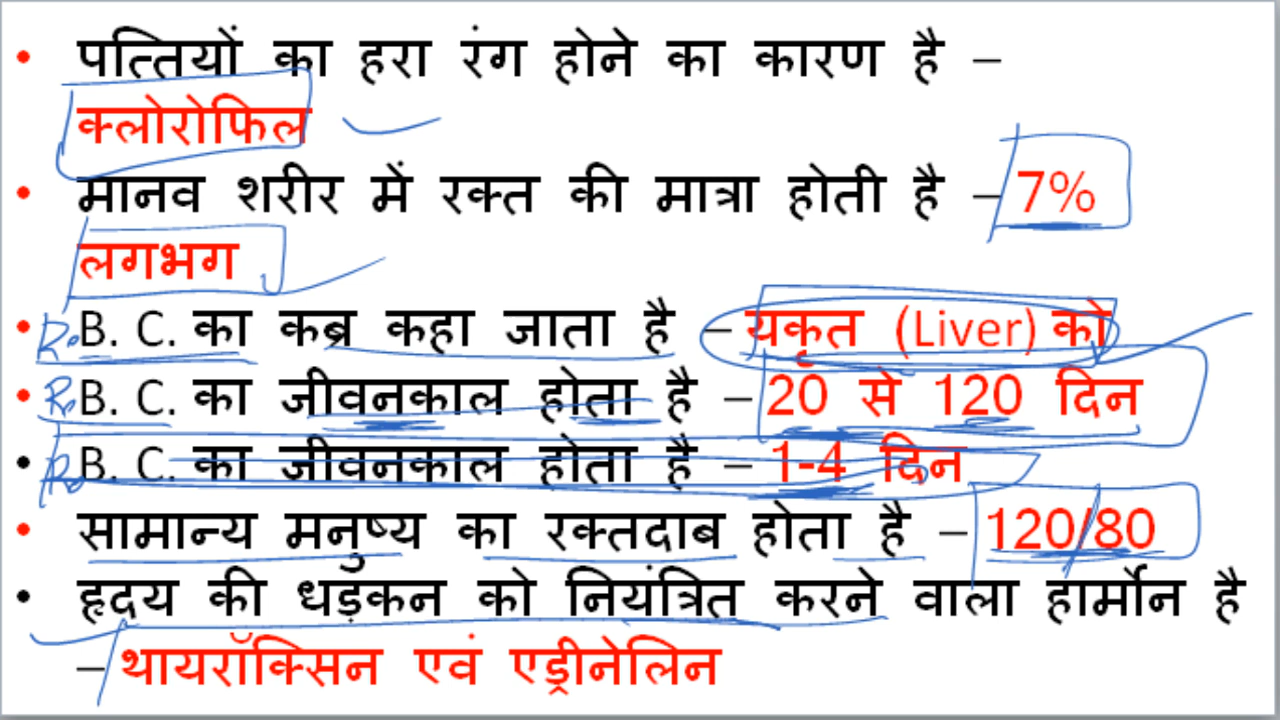 • पत्तियों का हरा रंग होने का कारण है –
क्लोरोफिल
• मानव शरीर में रक्त की मात्रा होती है – 7%
लगभग
• R. B. C. का कब्र कहा जाता है – यकृत (Liver) को
• R. B. C. का जीवनकाल होता है – 20 से 120 दिन
• R. B. C. का जीवनकाल होता है – 1-4 दिन
• सामान्य मनुष्य का रक्तदाब होता है – 120/80
• हृदय की धड़कन को नियंत्रित करने वाला हार्मोन है
– थायरॉक्सिन एवं एड्रीनेलिन